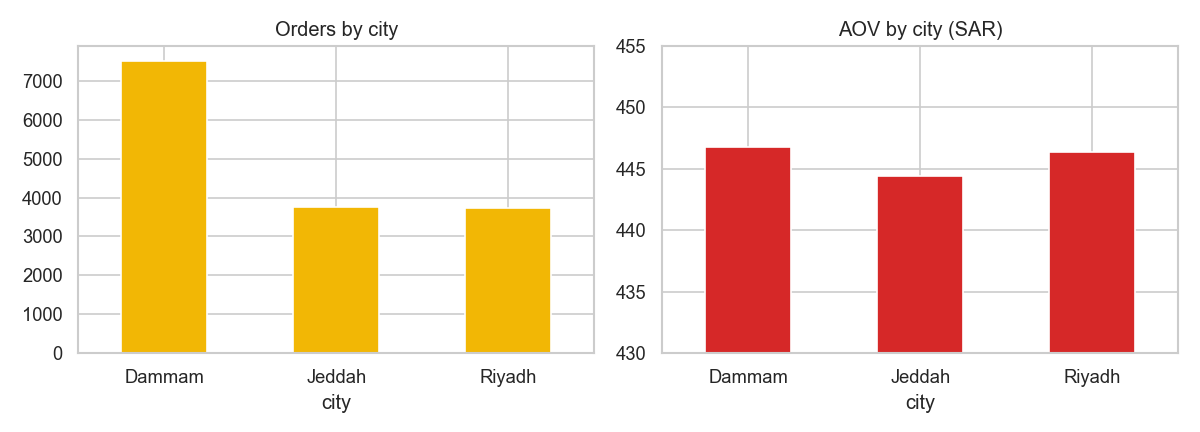 Orders by city
7000
6000
5000
4000
3000
2000
1000
0
Dammam Jeddah Riyadh
city
AOV by city (SAR)
455
450
445
440
435
430
Dammam Jeddah Riyadh
city